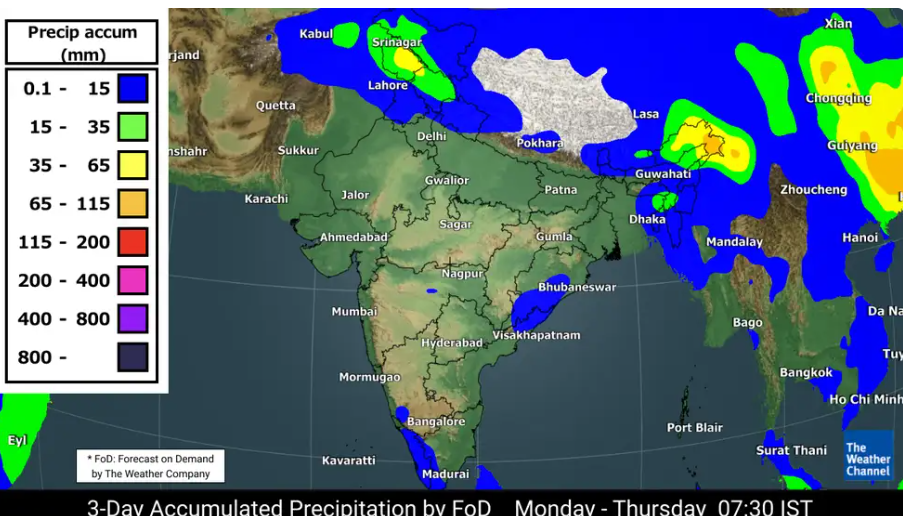 Precip accum
(mm)
0.1 - 15
15 - 35
35 - 65
65 - 115
115 - 200
200 - 400
400 - 800
800 -
Xian
Kabul
Srinagar
rjand
Lahore
Chongqing
Quetta
Lasa
Delhi
Pokhara
Guiyang
nshahr
Sukkur
Guwahati
Gwalior
Patna
Zhoucheng
Karachi
Jalor
Dhaka
Sagar
Ahmedabad
Gumla
Mandalay
Hanoi
Nagpur
Bhubaneswar
Mumbai
Da Na
Bago
Visakhapatnam
Hyderabad
Tuy
Mormugao
Bangkok
Ho Chi Minh
Bangalore
Port Blair
Eyl
Surat Thani
Kavaratti
Madurai
* FoD: Forecast on Demand
by The Weather Company
The
Weather
Channel
3-Day Accumulated Precipitation by FoD Monday - Thursday 07:30 IST